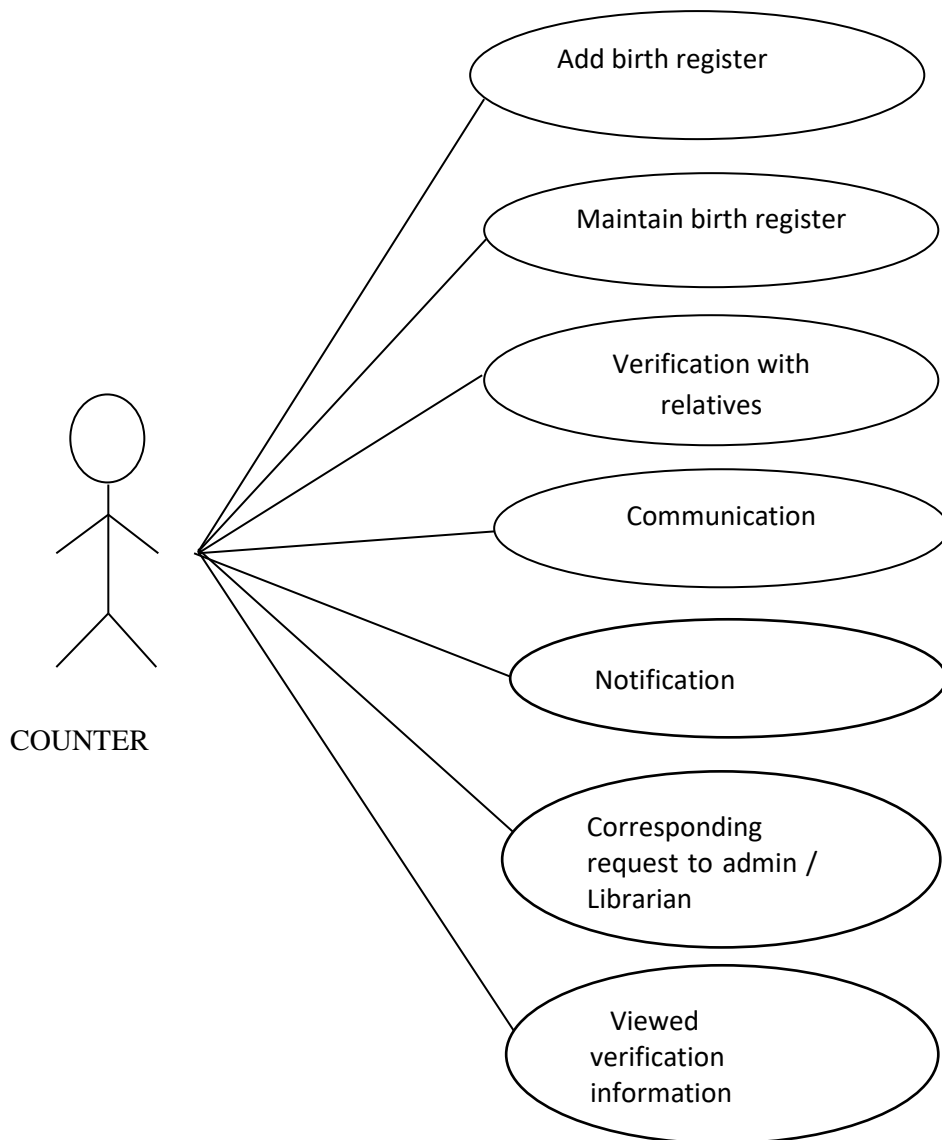 Add birth register
Maintain birth register
Verification with
relatives
Communication
Notification
COUNTER
Corresponding
request to admin /
Librarian
Viewed
verification
information